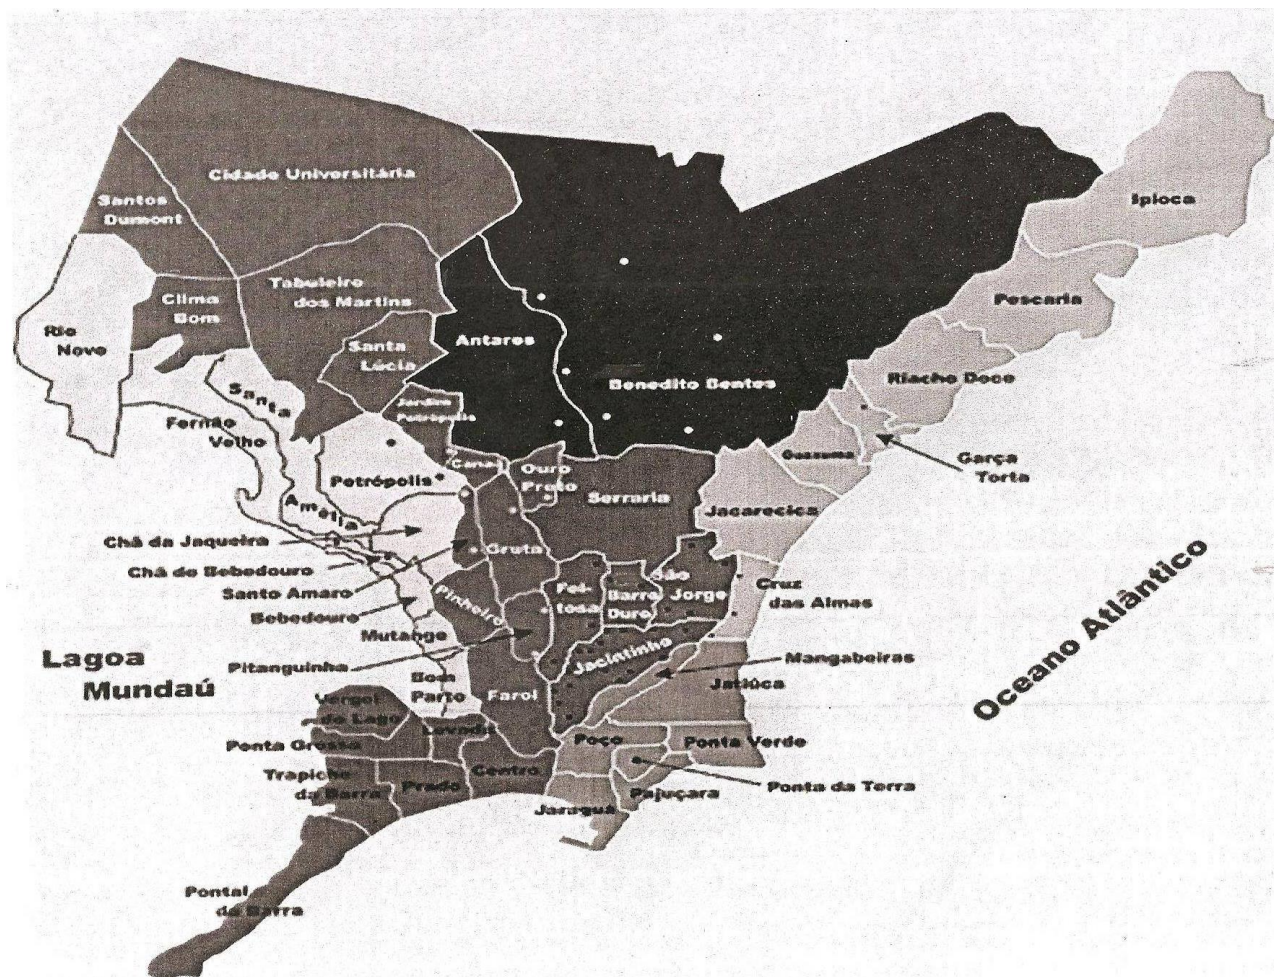 Cidade Universitária
Santos
Dumont
Ipioca
Tabuleiro
dos Martins
Clima
Bom
Pescaria
Rio
Novo
Antares
Santa
Lúcia
Benedito Bentes
Riacho Doce
Santa
Amélia
Jardim
Petrópolis
Fernão
Velho
Guaxuma
Garça
Torta
Canaã
Ouro
Preto
Petrópolis
Serraria
Jacarecica
Chã da Jaqueira
Gruta
Chã de Bebedouro
Santo Amaro
Fei-
tosa
Barro
Duro
São
Jorge
Cruz
das Almas
Bebedouro
Pinheiro
Mutange
Pitanguinha
Jacintinho
Mangabeiras
Jatiúca
Lagoa
Mundaú
Oceano Atlântico
Bom
Parto
Farol
Vergel
do Lago
Levada
Ponta Grossa
Poço
Ponta Verde
Trapiche
da Barra
Prado
Centro
Ponta da Terra
Jaraguá
Pajuçara
Pontal
da Barra